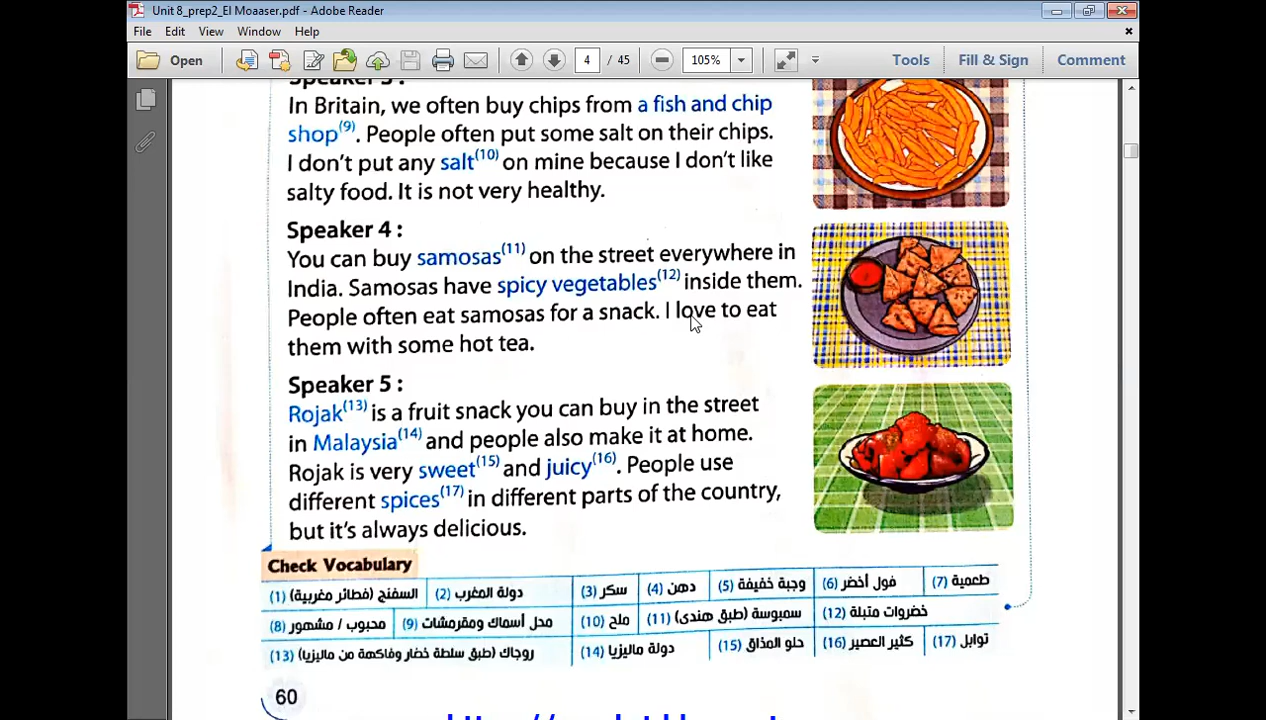 Unit 8_prep2_El Moaaser.pdf - Adobe Reader
File Edit View Window Help
Open 4 / 45 105% Tools Fill & Sign Comment
Speaker 3 :
In Britain, we often buy chips from a fish and chip
shop(9). People often put some salt on their chips.
I don't put any salt(10) on mine because I don't like
salty food. It is not very healthy.
Speaker 4 :
You can buy samosas(11) on the street everywhere in
India. Samosas have spicy vegetables(12) inside them.
People often eat samosas for a snack. I love to eat
them with some hot tea.
Speaker 5 :
Rojak(13) is a fruit snack you can buy in the street
in Malaysia(14) and people also make it at home.
Rojak is very sweet(15) and juicy(16). People use
different spices(17) in different parts of the country,
but it's always delicious.
Check Vocabulary
(1) السفنج (فطائر مغربية) (2) دولة المغرب (3) سكر (4) دهن (5) وجبة خفيفة (6) فول أخضر (7) طعمية
(8) محبوب / مشهور (9) محل أسماك ومقرمشات (10) ملح (11) سمبوسة (طبق هندى) (12) خضروات متبلة
(13) روجاك (طبق سلطة خضار وفاكهة من ماليزيا) (14) دولة ماليزيا (15) حلو المذاق (16) كثير العصير (17) توابل
60